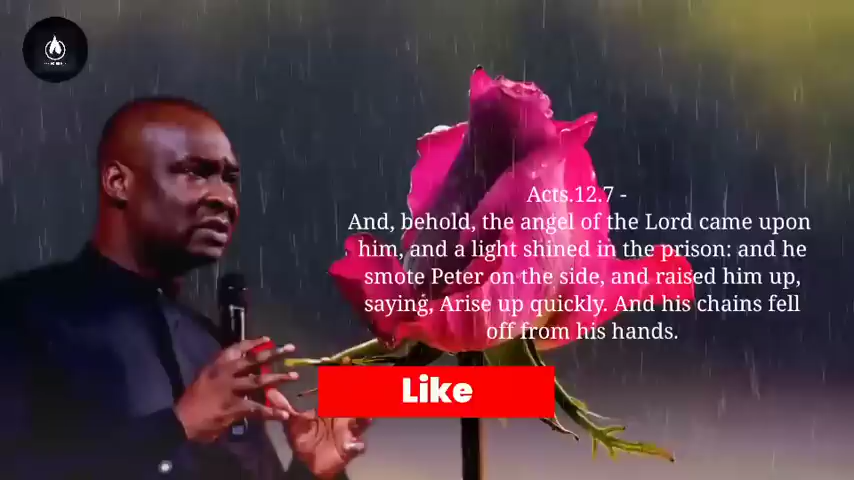 Acts.12.7 -
And, behold, the angel of the Lord came upon
him, and a light shined in the prison: and he
smote Peter on the side, and raised him up,
saying, Arise up quickly. And his chains fell
off from his hands.
Like